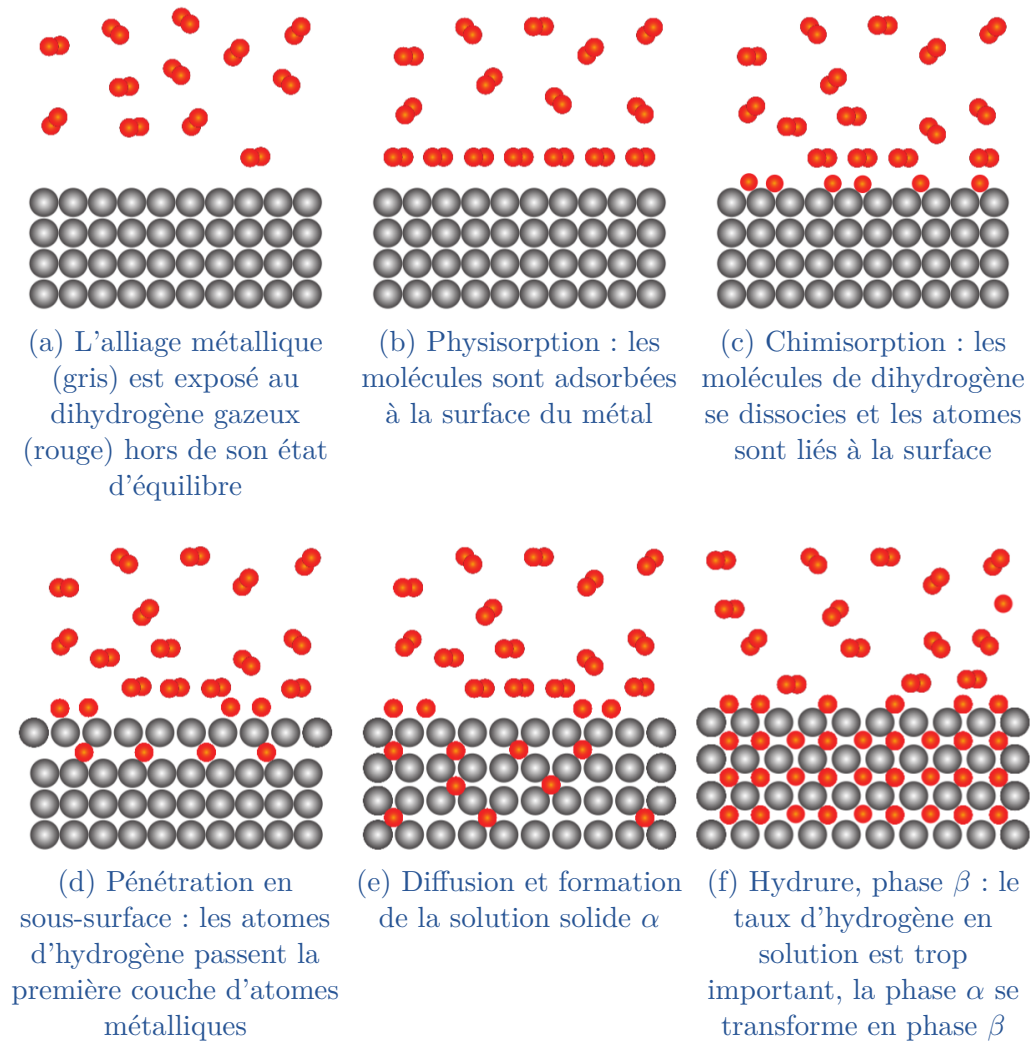 (a) L'alliage métallique
(gris) est exposé au
dihydrogène gazeux
(rouge) hors de son état
d'équilibre
(b) Physisorption : les
molécules sont adsorbées
à la surface du métal
(c) Chimisorption : les
molécules de dihydrogène
se dissocies et les atomes
sont liés à la surface
(d) Pénétration en
sous-surface : les atomes
d'hydrogène passent la
première couche d'atomes
métalliques
(e) Diffusion et formation
de la solution solide α
(f) Hydrure, phase β : le
taux d'hydrogène en
solution est trop
important, la phase α se
transforme en phase β